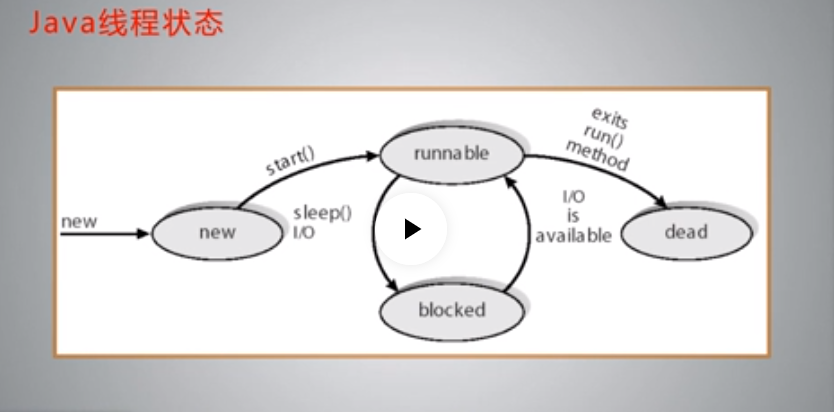 Java线程状态
new
new
start()
sleep()
I/O
runnable
blocked
exits
run()
method
I/O
is
available
dead